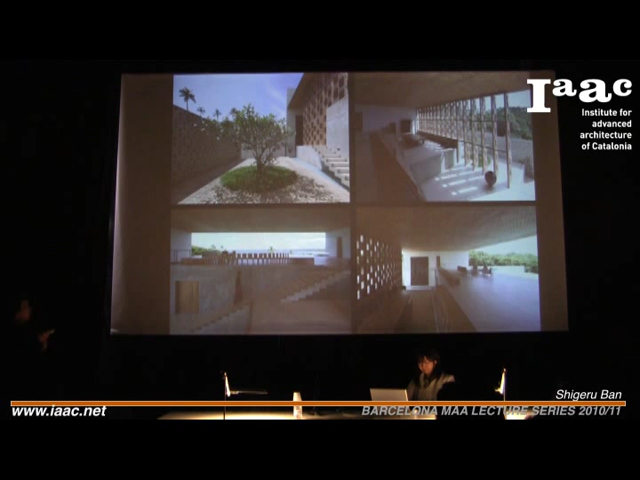 Iaac
Institute for
advanced
architecture
of Catalonia
Shigeru Ban
www.iaac.net
BARCELONA MAA LECTURE SERIES 2010/11